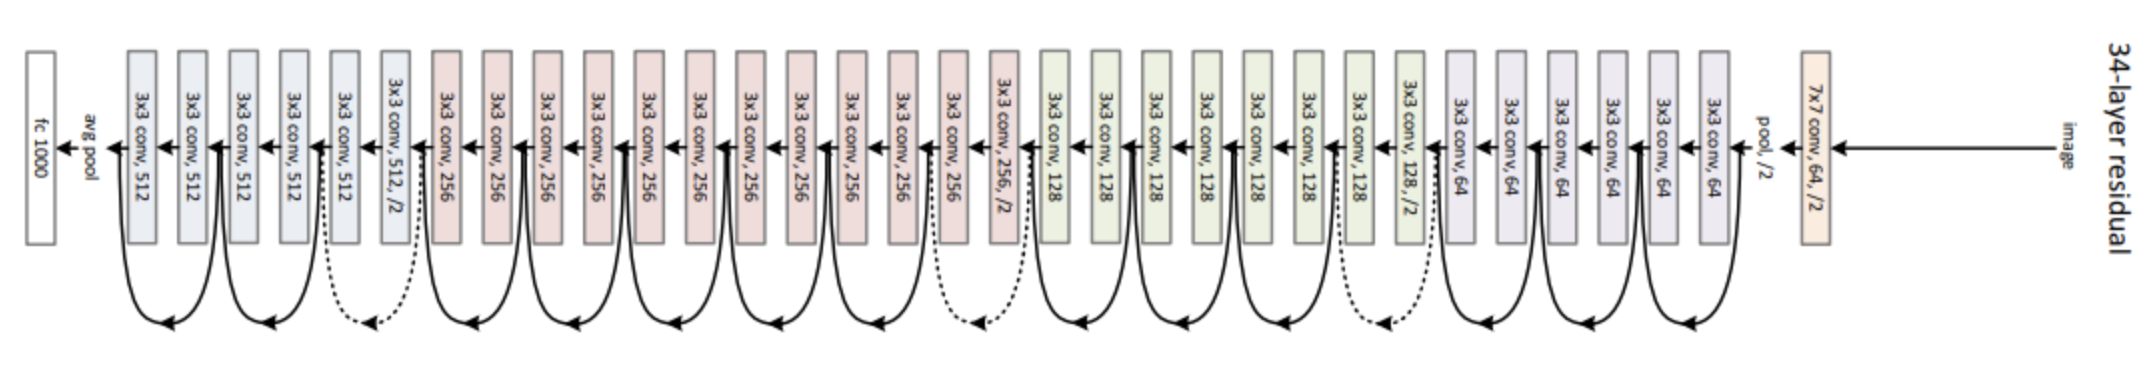 34-layer residual
image
7x7 conv, 64, /2
pool, /2
3x3 conv, 64
3x3 conv, 64
3x3 conv, 64
3x3 conv, 64
3x3 conv, 64
3x3 conv, 64
3x3 conv, 128, /2
3x3 conv, 128
3x3 conv, 128
3x3 conv, 128
3x3 conv, 128
3x3 conv, 128
3x3 conv, 128
3x3 conv, 128
3x3 conv, 256, /2
3x3 conv, 256
3x3 conv, 256
3x3 conv, 256
3x3 conv, 256
3x3 conv, 256
3x3 conv, 256
3x3 conv, 256
3x3 conv, 256
3x3 conv, 256
3x3 conv, 256
3x3 conv, 256
3x3 conv, 512, /2
3x3 conv, 512
3x3 conv, 512
3x3 conv, 512
3x3 conv, 512
3x3 conv, 512
avg pool
fc 1000